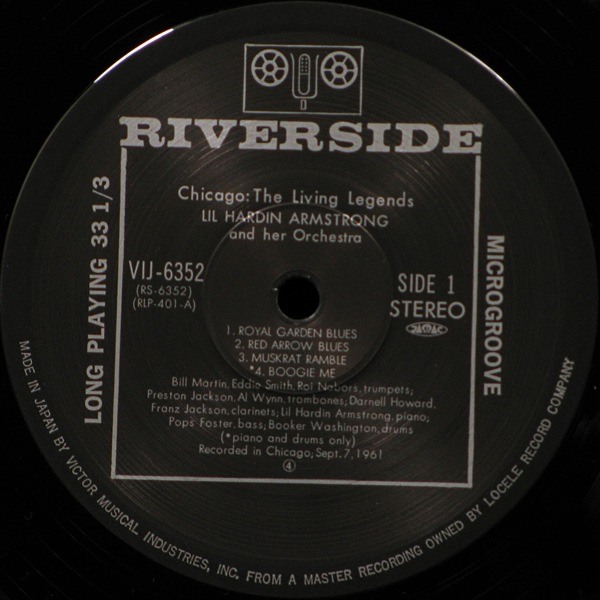 RIVERSIDE
Chicago: The Living Legends
LIL HARDIN ARMSTRONG
and her Orchestra
LONG PLAYING 33 1/3
MICROGROOVE
VIJ-6352
(RS-6352)
(RLP-401-A)
SIDE 1
STEREO
JASRAC
1. ROYAL GARDEN BLUES
2. RED ARROW BLUES
3. MUSKRAT RAMBLE
*4. BOOGIE ME
Bill Martin, Eddie Smith, Rol Nabors, trumpets;
Preston Jackson, Al Wynn, trombones; Darnell Howard,
Franz Jackson, clarinets; Lil Hardin Armstrong, piano;
Pops Foster, bass; Booker Washington, drums
(*piano and drums only)
Recorded in Chicago; Sept. 7, 1961
④
MADE IN JAPAN BY VICTOR MUSICAL INDUSTRIES, INC. FROM A MASTER RECORDING OWNED BY LOCELE RECORD COMPANY